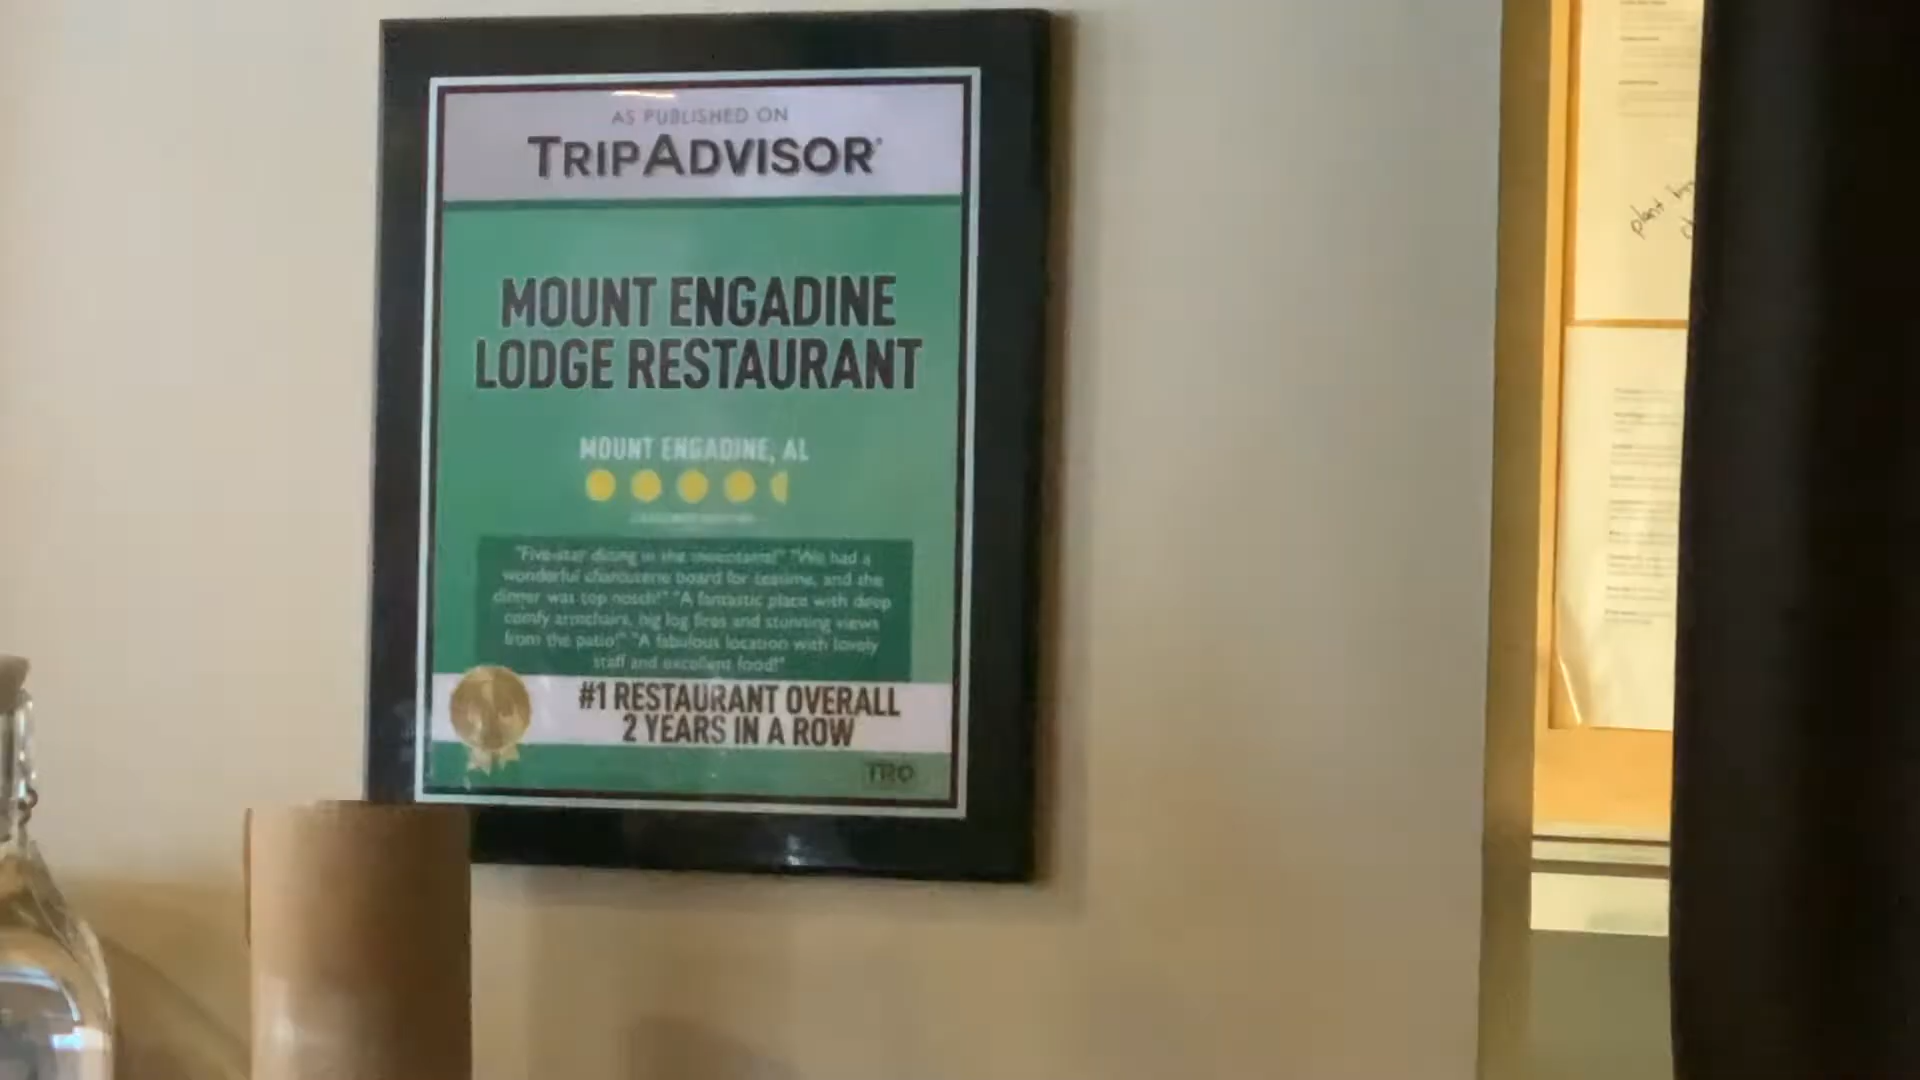 AS PUBLISHED ON
TRIPADVISOR
MOUNT ENGADINE
LODGE RESTAURANT
MOUNT ENGADINE, AL
"Five-star dining in the mountains!" "We had a
wonderful charcuterie board for teatime, and the
dinner was top notch!" "A fantastic place with deep
comfy armchairs, big log fires and stunning views
from the patio!" "A fabulous location with lovely
staff and excellent food!"
#1 RESTAURANT OVERALL
2 YEARS IN A ROW
TRO
plant